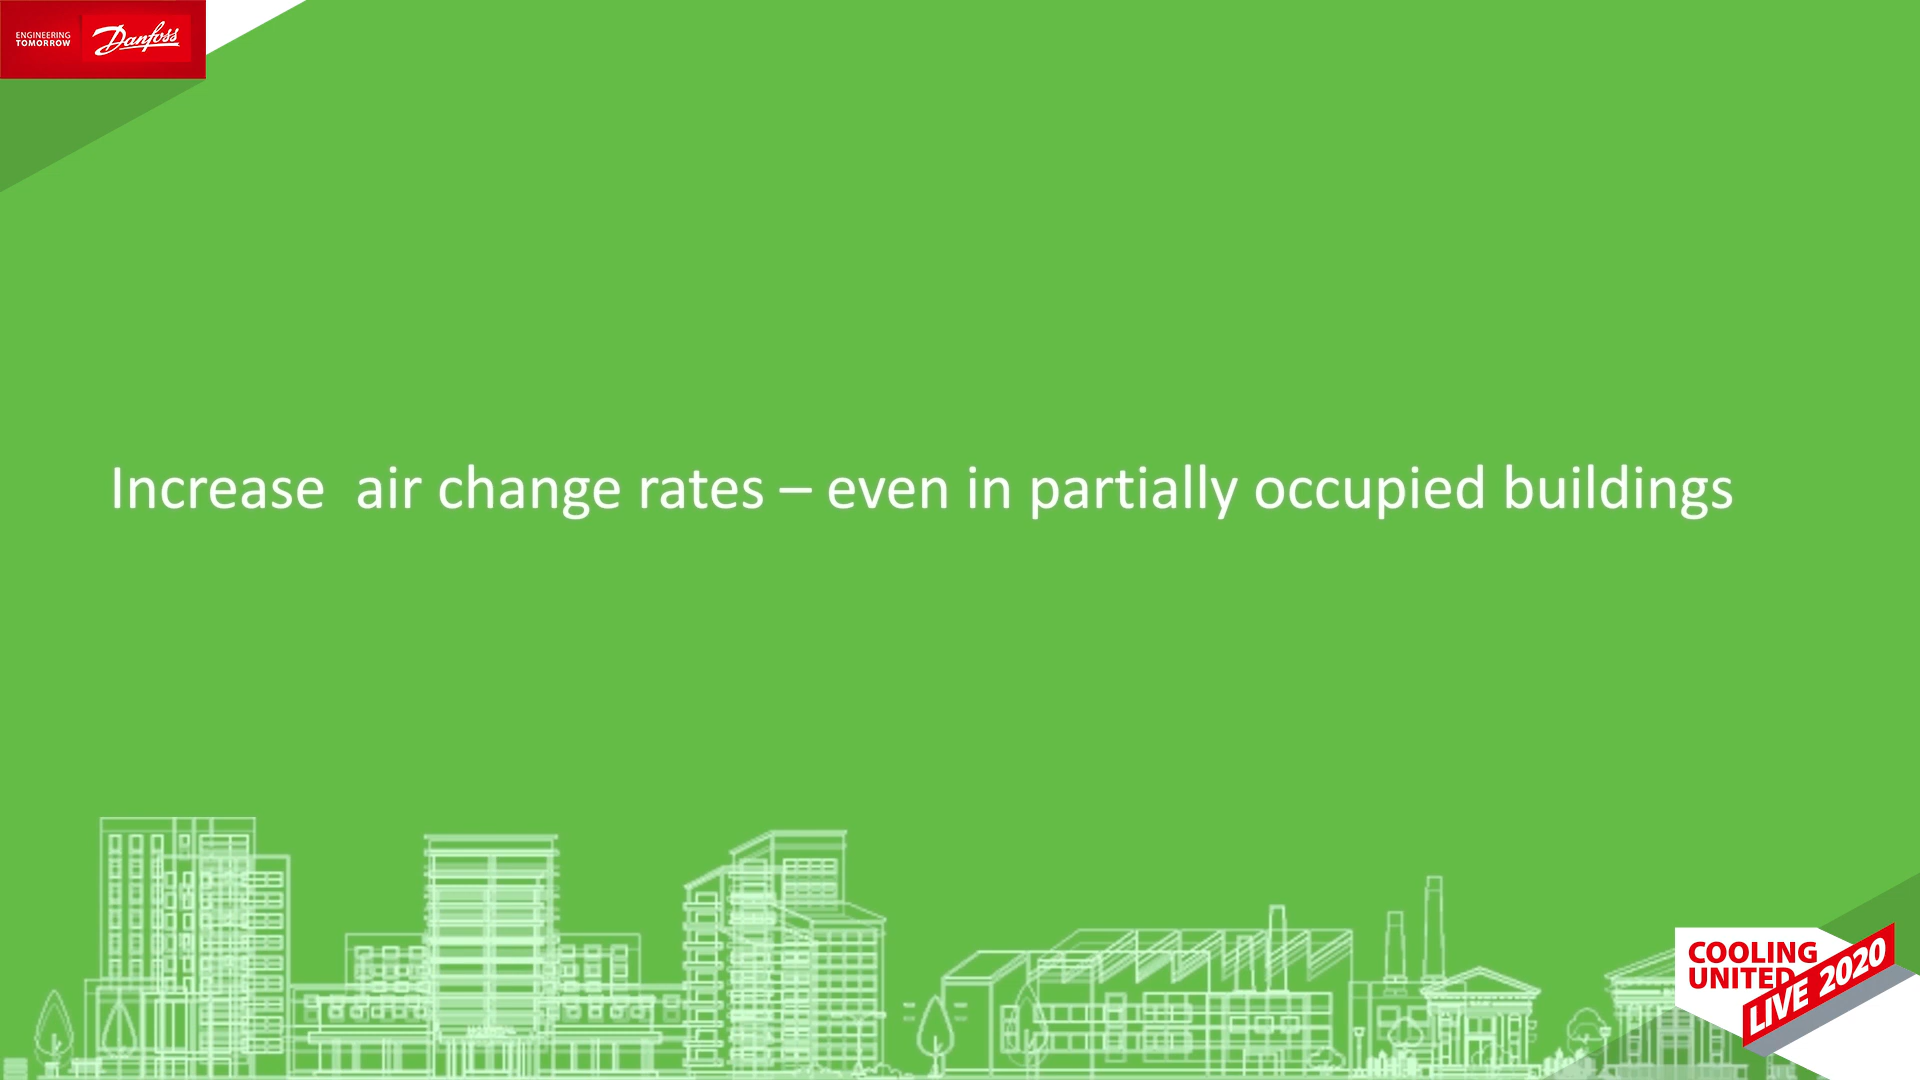 ENGINEERING
TOMORROW
Danfoss
Increase  air change rates – even in partially occupied buildings
COOLING
UNITED
LIVE 2020